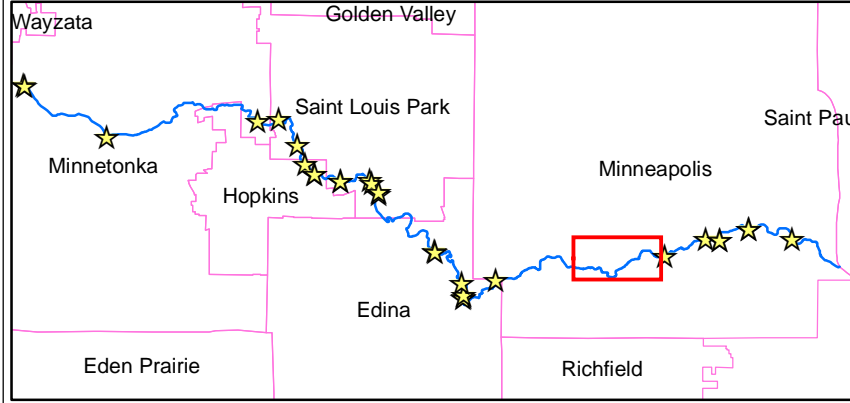 Golden Valley
Wayzata
Saint Louis Park
Saint Pau
Minnetonka
Minneapolis
Hopkins
Edina
Eden Prairie
Richfield